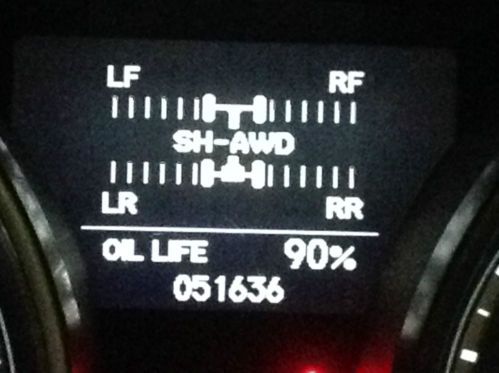 LF RF
SH-AWD
LR RR
OIL LIFE 90%
051636